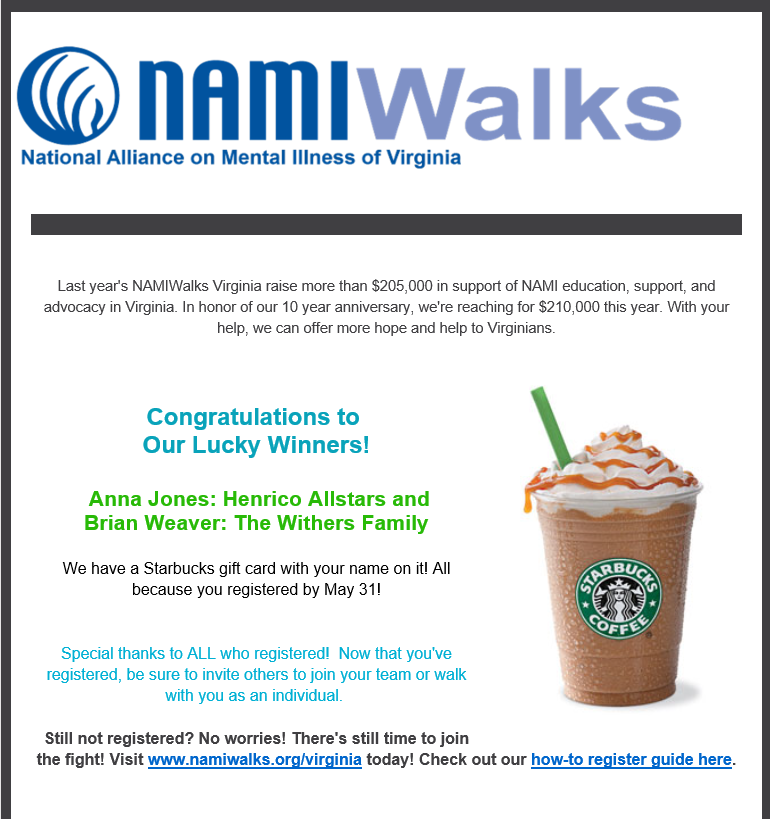 NAMIWalks
National Alliance on Mental Illness of Virginia
Last year's NAMIWalks Virginia raise more than $205,000 in support of NAMI education, support, and
advocacy in Virginia. In honor of our 10 year anniversary, we're reaching for $210,000 this year. With your
help, we can offer more hope and help to Virginians.
Congratulations to
Our Lucky Winners!
Anna Jones: Henrico Allstars and
Brian Weaver: The Withers Family
We have a Starbucks gift card with your name on it! All
because you registered by May 31!
STARBUCKS
COFFEE
®
Special thanks to ALL who registered!  Now that you've
registered, be sure to invite others to join your team or walk
with you as an individual.
Still not registered? No worries! There's still time to join
the fight! Visit www.namiwalks.org/virginia today! Check out our how-to register guide here.